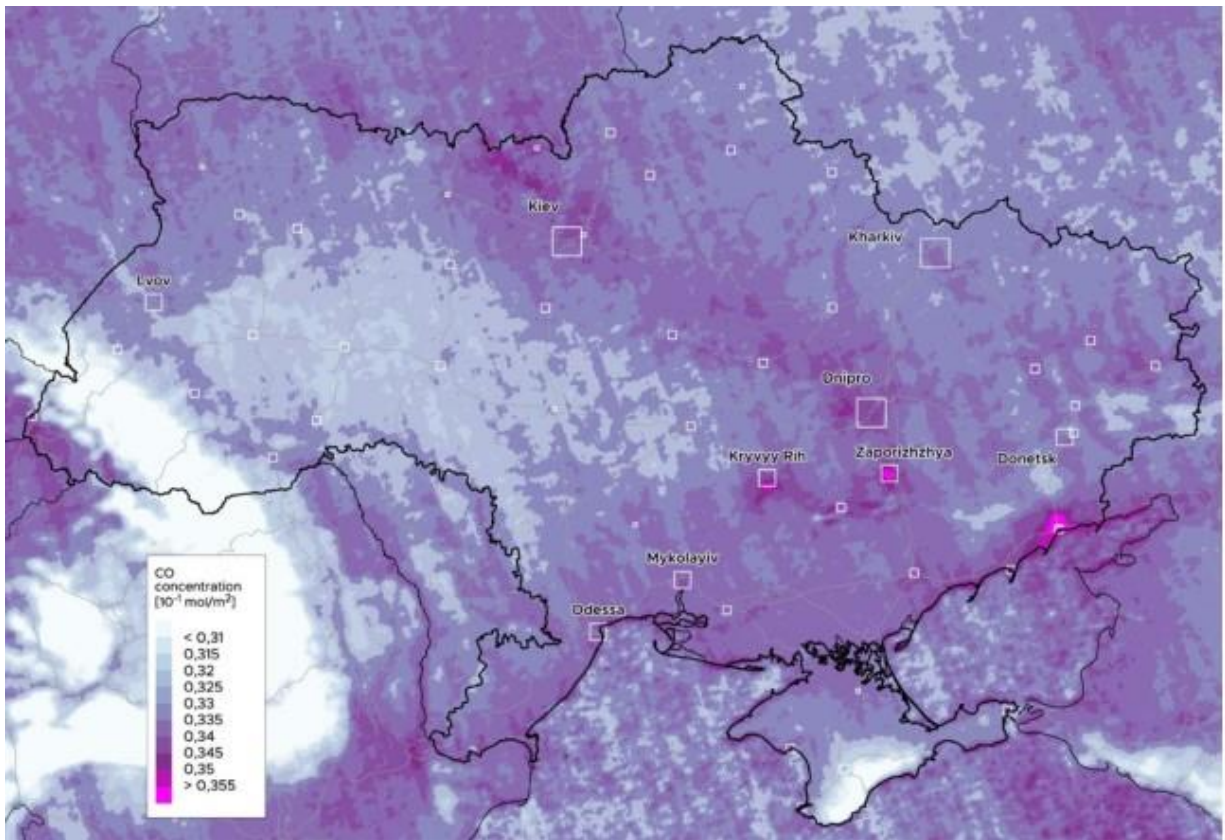 Kiev
Kharkiv
Lvov
Dnipro
Kryvyy Rih
Zaporizhzhya
Donetsk
Mykolayiv
Odessa
CO
concentration
[10⁻¹ mol/m²]
< 0,31
0,315
0,32
0,325
0,33
0,335
0,34
0,345
0,35
> 0,355